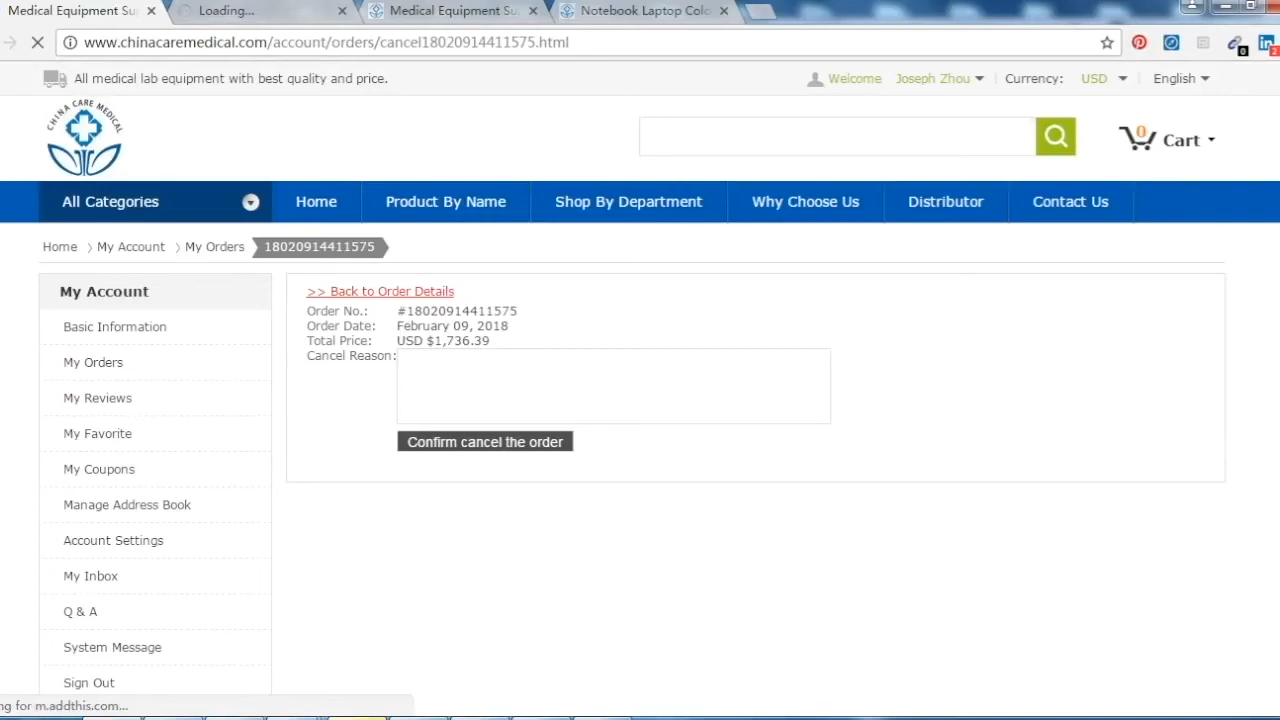 Medical Equipment Su
Loading...
Medical Equipment Su
Notebook Laptop Colo
www.chinacaremedical.com/account/orders/cancel18020914411575.html
All medical lab equipment with best quality and price.
Welcome Joseph Zhou
Currency: USD
English
CHINA CARE MEDICAL
0 Cart
All Categories
Home
Product By Name
Shop By Department
Why Choose Us
Distributor
Contact Us
Home My Account My Orders 18020914411575
My Account
Basic Information
My Orders
My Reviews
My Favorite
My Coupons
Manage Address Book
Account Settings
My Inbox
Q & A
System Message
Sign Out
>> Back to Order Details
Order No.: #18020914411575
Order Date: February 09, 2018
Total Price: USD $1,736.39
Cancel Reason:
Confirm cancel the order
ng for m.addthis.com...